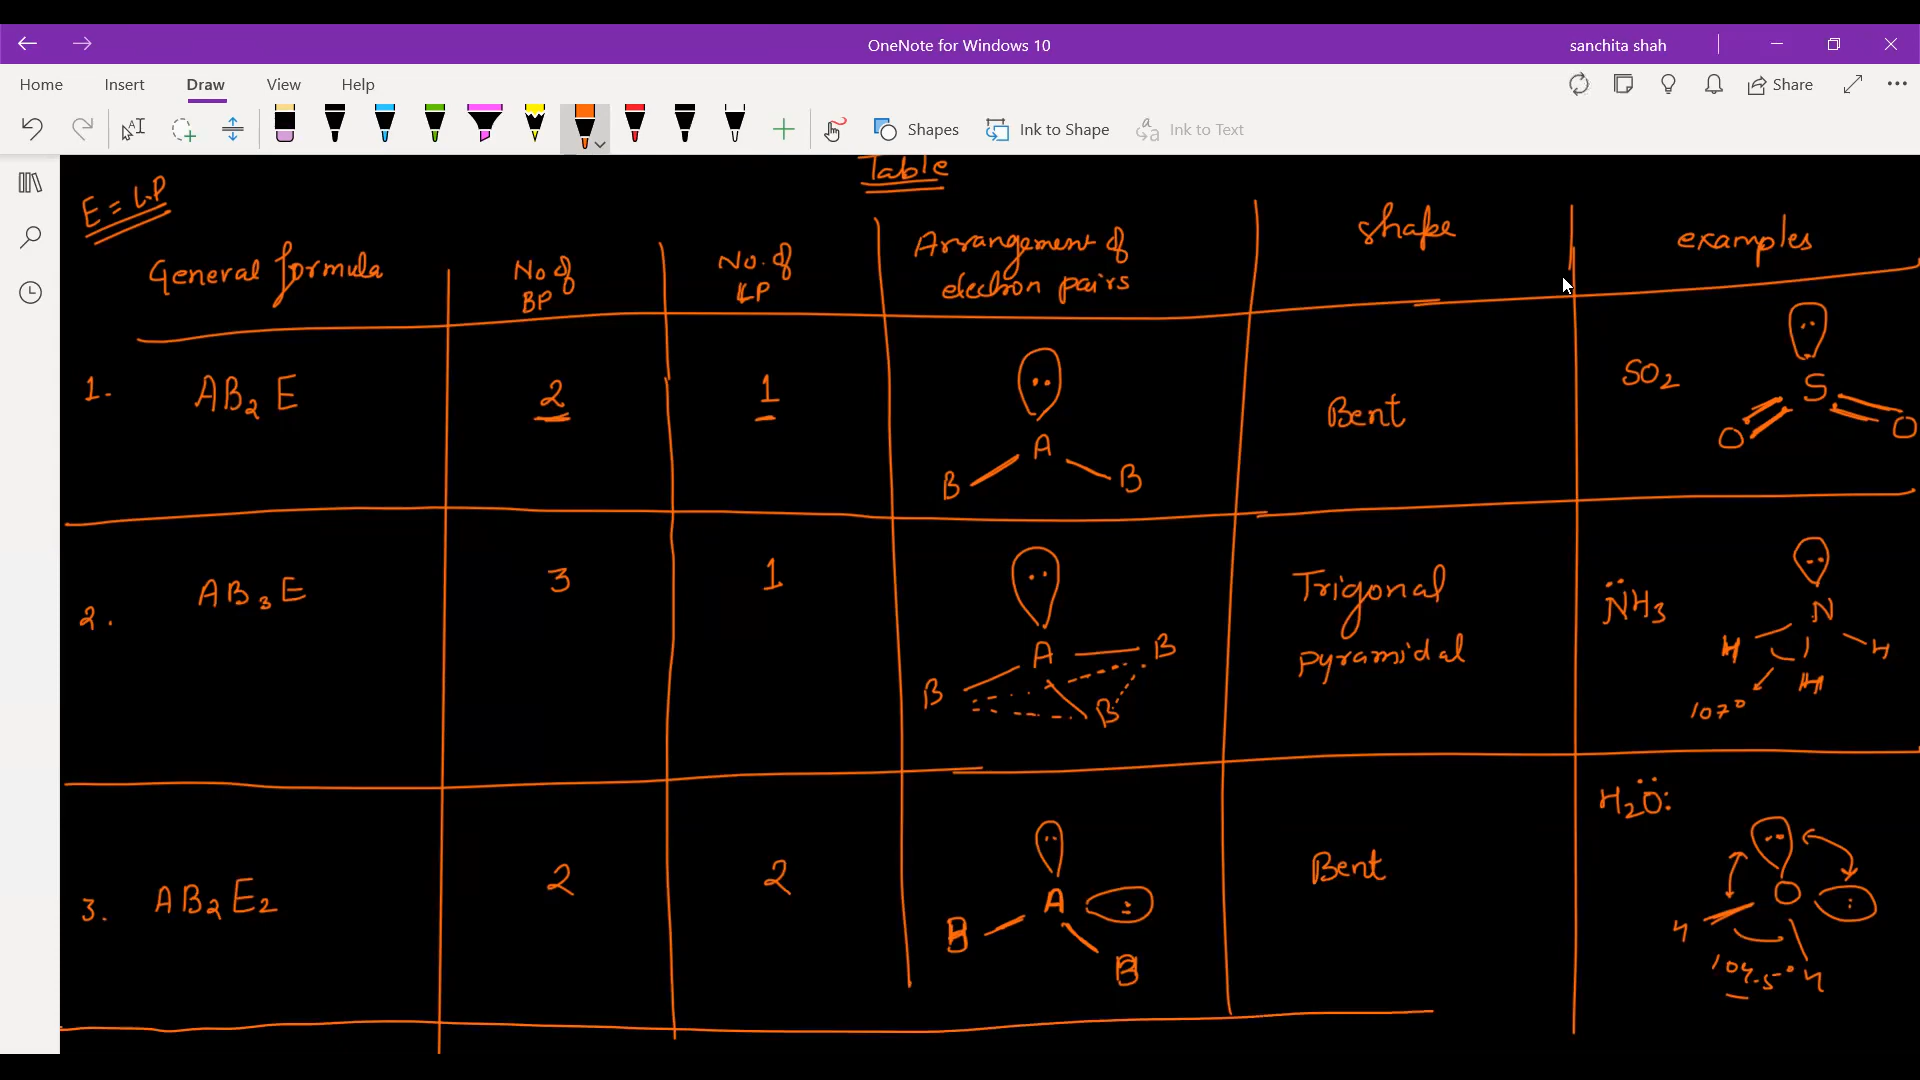 OneNote for Windows 10
sanchita shah
Home Insert Draw View Help
Share
Shapes Ink to Shape Ink to Text
Table
E = L.P
General formula
No of BP
No. of LP
Arrangement of
electron pairs
shape
examples
1. AB₂ E 2 1
A
B B
Bent
SO₂
S
O O
2. AB₃ E 3 1
A
B B
B
Trigonal
pyramidal
NH₃
N
H H
H
107°
3. AB₂ E₂ 2 2
A
B
B
Bent
H₂O:
O
H
104.5° H